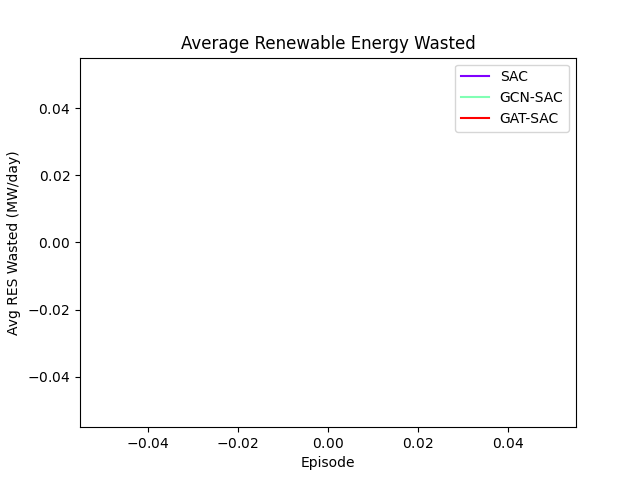 Average Renewable Energy Wasted
SAC
GCN-SAC
GAT-SAC
Avg RES Wasted (MW/day)
0.04
0.02
0.00
−0.02
−0.04
−0.04 −0.02 0.00 0.02 0.04
Episode